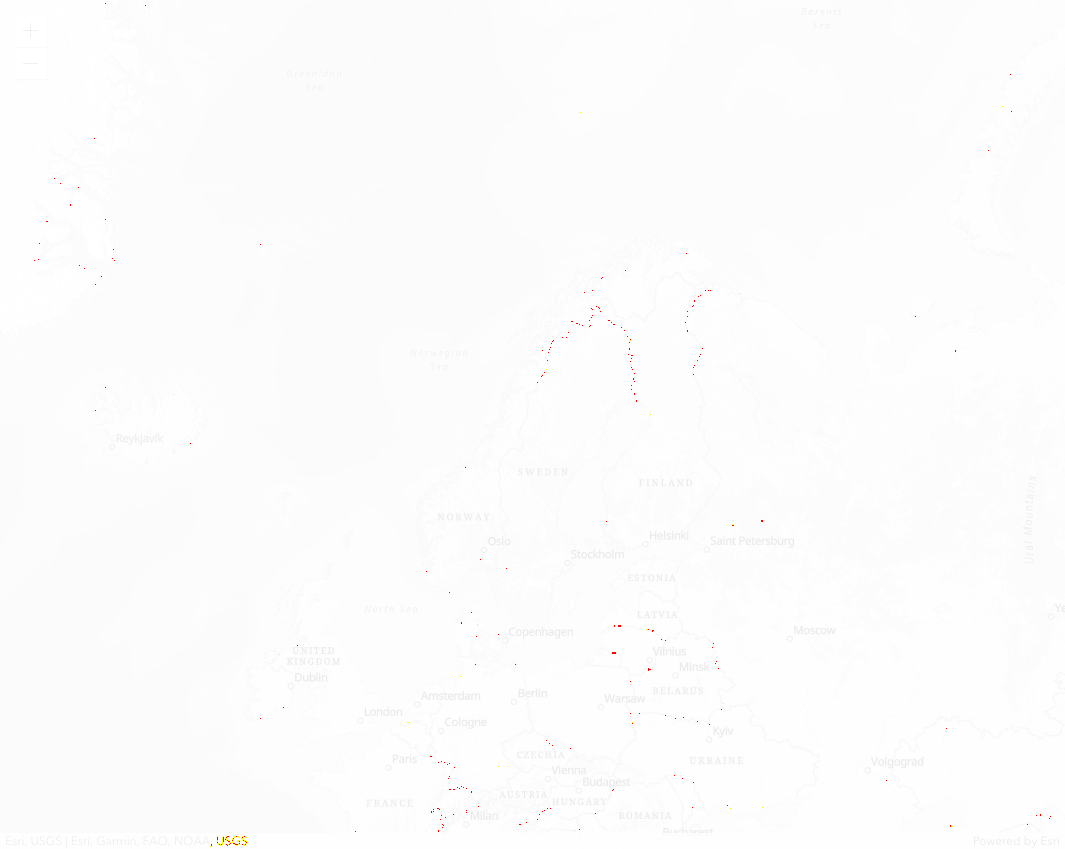 Barents
Sea
Greenland
Sea
Norwegian
Sea
Reykjavík
SWEDEN
FINLAND
NORWAY
Oslo
Helsinki
Stockholm
Saint Petersburg
Ural Mountains
ESTONIA
North Sea
LATVIA
Copenhagen
Moscow
UNITED
KINGDOM
Vilnius
Minsk
Dublin
BELARUS
Amsterdam
Berlin
Warsaw
London
Cologne
Kyiv
Paris
CZECHIA
UKRAINE
Volgograd
Vienna
Budapest
AUSTRIA
HUNGARY
FRANCE
Milan
ROMANIA
Bucharest
Esri, USGS | Esri, Garmin, FAO, NOAA, USGS
Powered by Esri